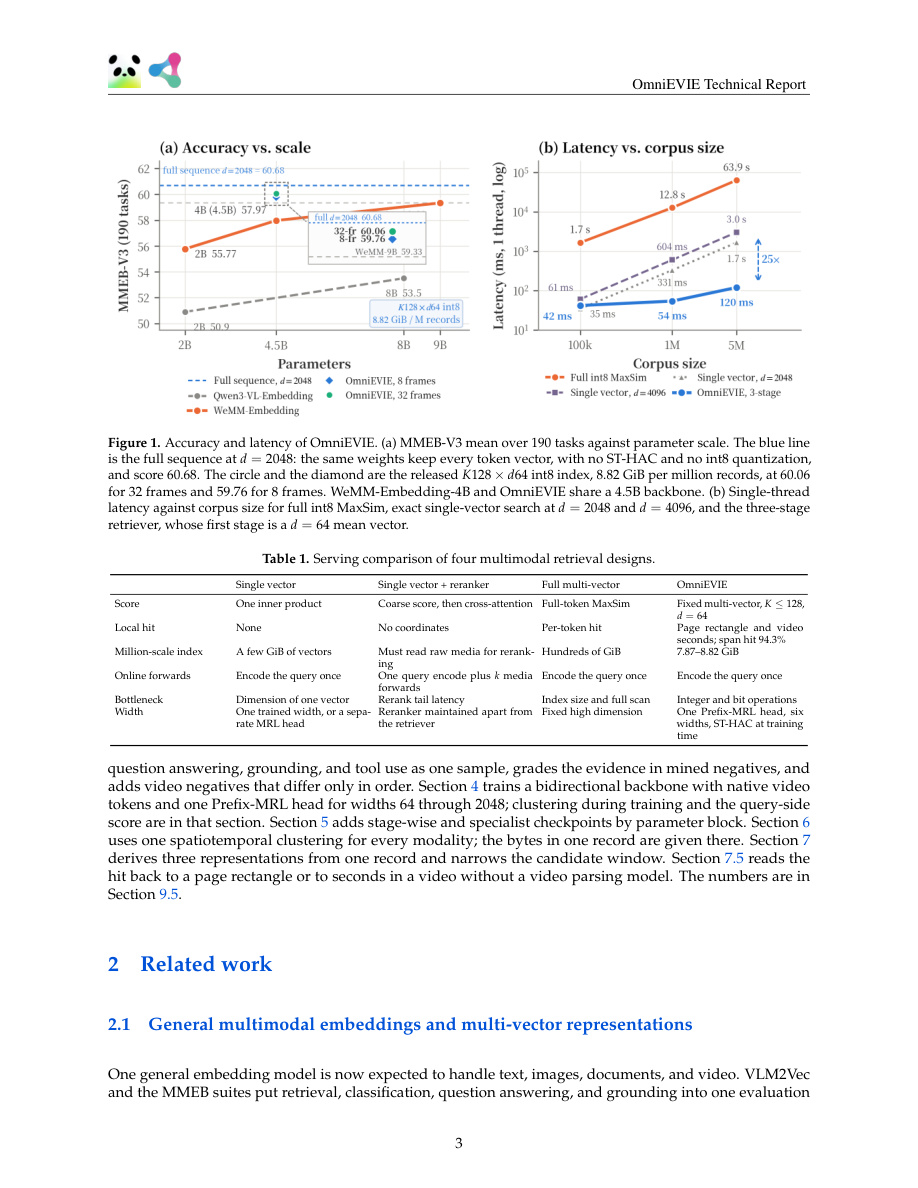 OmniEVIE Technical Report
(a) Accuracy vs. scale
62
60
58
56
54
52
50
MMEB-V3 (190 tasks)
full sequence d = 2048 = 60.68
4B (4.5B) 57.97
full d = 2048 60.68
32-fr 60.06
8-fr 59.76
WeMM-9B 59.33
2B 55.77
8B 53.5
K128 × d64 int8
8.82 GiB / M records
2B 50.9
2B
4.5B
8B
9B
Parameters
Full sequence, d = 2048
OmniEVIE, 8 frames
Qwen3-VL-Embedding
OmniEVIE, 32 frames
WeMM-Embedding
(b) Latency vs. corpus size
10⁵
10⁴
10³
10²
10¹
Latency (ms, 1 thread, log)
63.9 s
12.8 s
1.7 s
3.0 s
604 ms
1.7 s
25×
61 ms
331 ms
42 ms
35 ms
54 ms
120 ms
100k
1M
5M
Corpus size
Full int8 MaxSim
Single vector, d = 2048
Single vector, d = 4096
OmniEVIE, 3-stage
Figure 1. Accuracy and latency of OmniEVIE. (a) MMEB-V3 mean over 190 tasks against parameter scale. The blue line
is the full sequence at d = 2048: the same weights keep every token vector, with no ST-HAC and no int8 quantization,
and score 60.68. The circle and the diamond are the released K128 × d64 int8 index, 8.82 GiB per million records, at 60.06
for 32 frames and 59.76 for 8 frames. WeMM-Embedding-4B and OmniEVIE share a 4.5B backbone. (b) Single-thread
latency against corpus size for full int8 MaxSim, exact single-vector search at d = 2048 and d = 4096, and the three-stage
retriever, whose first stage is a d = 64 mean vector.
Table 1. Serving comparison of four multimodal retrieval designs.
Single vector Single vector + reranker Full multi-vector OmniEVIE
Score One inner product Coarse score, then cross-attention Full-token MaxSim Fixed multi-vector, K ≤ 128,
d = 64
Local hit None No coordinates Per-token hit Page rectangle and video
seconds; span hit 94.3%
Million-scale index A few GiB of vectors Must read raw media for rerank- Hundreds of GiB 7.87–8.82 GiB
ing
Online forwards Encode the query once One query encode plus k media Encode the query once Encode the query once
forwards
Bottleneck Dimension of one vector Rerank tail latency Index size and full scan Integer and bit operations
Width One trained width, or a sepa- Reranker maintained apart from Fixed high dimension One Prefix-MRL head, six
rate MRL head the retriever widths, ST-HAC at training
time
question answering, grounding, and tool use as one sample, grades the evidence in mined negatives, and
adds video negatives that differ only in order. Section 4 trains a bidirectional backbone with native video
tokens and one Prefix-MRL head for widths 64 through 2048; clustering during training and the query-side
score are in that section. Section 5 adds stage-wise and specialist checkpoints by parameter block. Section 6
uses one spatiotemporal clustering for every modality; the bytes in one record are given there. Section 7
derives three representations from one record and narrows the candidate window. Section 7.5 reads the
hit back to a page rectangle or to seconds in a video without a video parsing model. The numbers are in
Section 9.5.
2 Related work
2.1 General multimodal embeddings and multi-vector representations
One general embedding model is now expected to handle text, images, documents, and video. VLM2Vec
and the MMEB suites put retrieval, classification, question answering, and grounding into one evaluation
3